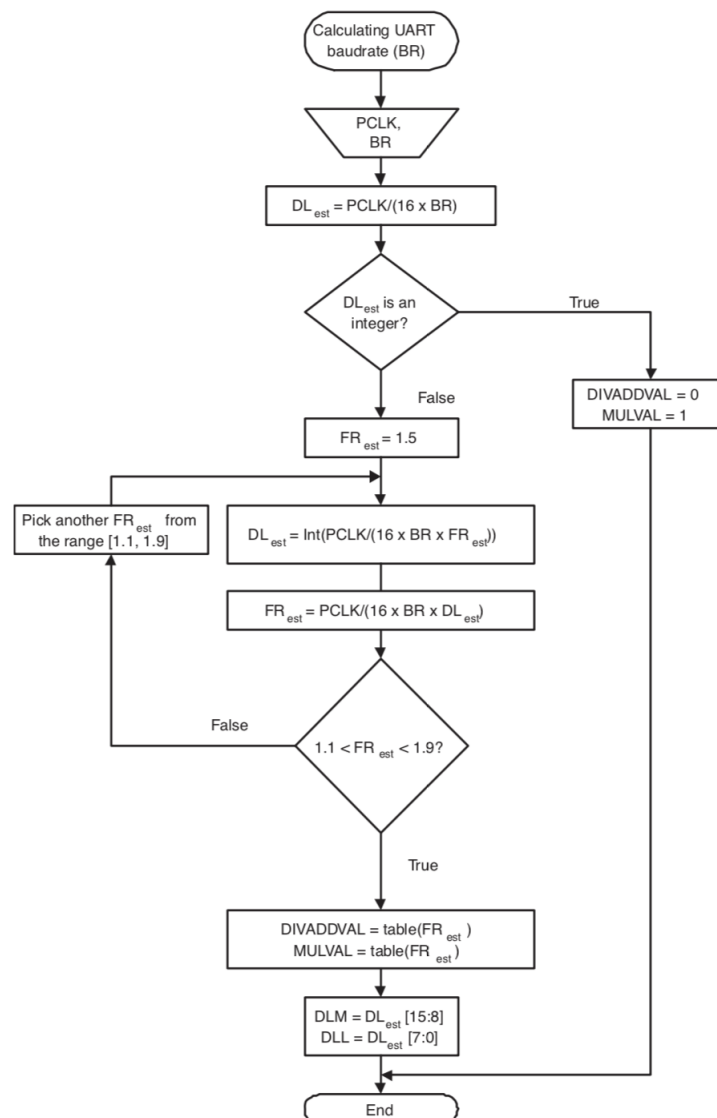 Calculating UART
baudrate (BR)
PCLK,
BR
DL est = PCLK/(16 x BR)
DL est is an
integer?
True
False
DIVADDVAL = 0
MULVAL = 1
FR est = 1.5
Pick another FR est from
the range [1.1, 1.9]
DL est = Int(PCLK/(16 x BR x FR est))
FR est = PCLK/(16 x BR x DL est)
False
1.1 < FR est < 1.9?
True
DIVADDVAL = table(FR est )
MULVAL = table(FR est )
DLM = DL est [15:8]
DLL = DL est [7:0]
End